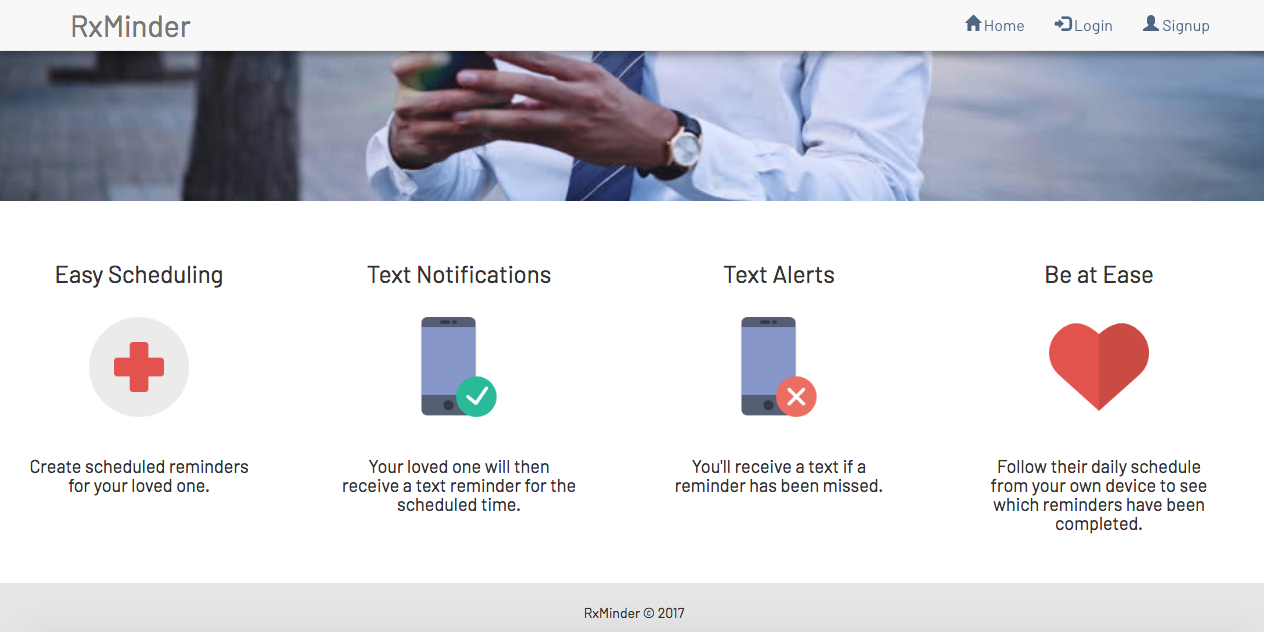 RxMinder
Home
Login
Signup
Easy Scheduling
Text Notifications
Text Alerts
Be at Ease
Create scheduled reminders
for your loved one.
Your loved one will then
receive a text reminder for the
scheduled time.
You'll receive a text if a
reminder has been missed.
Follow their daily schedule
from your own device to see
which reminders have been
completed.
RxMinder © 2017